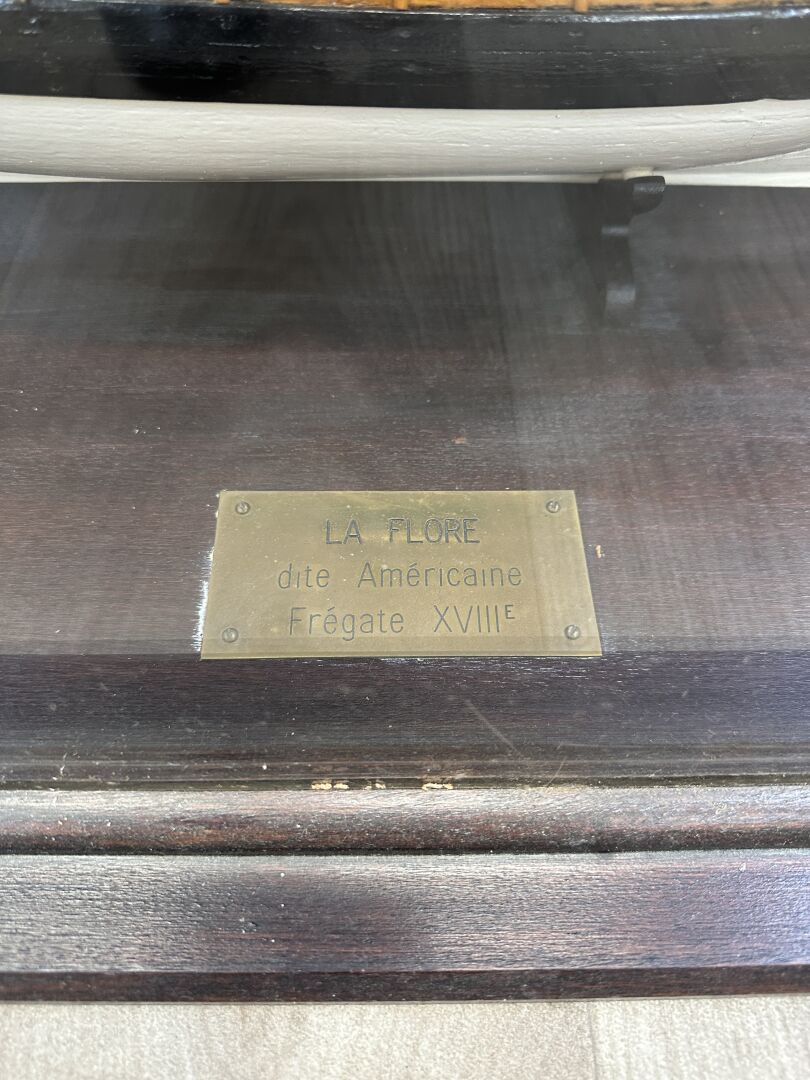 LA FLORE
dite Américaine
Frégate XVIIIᴱ